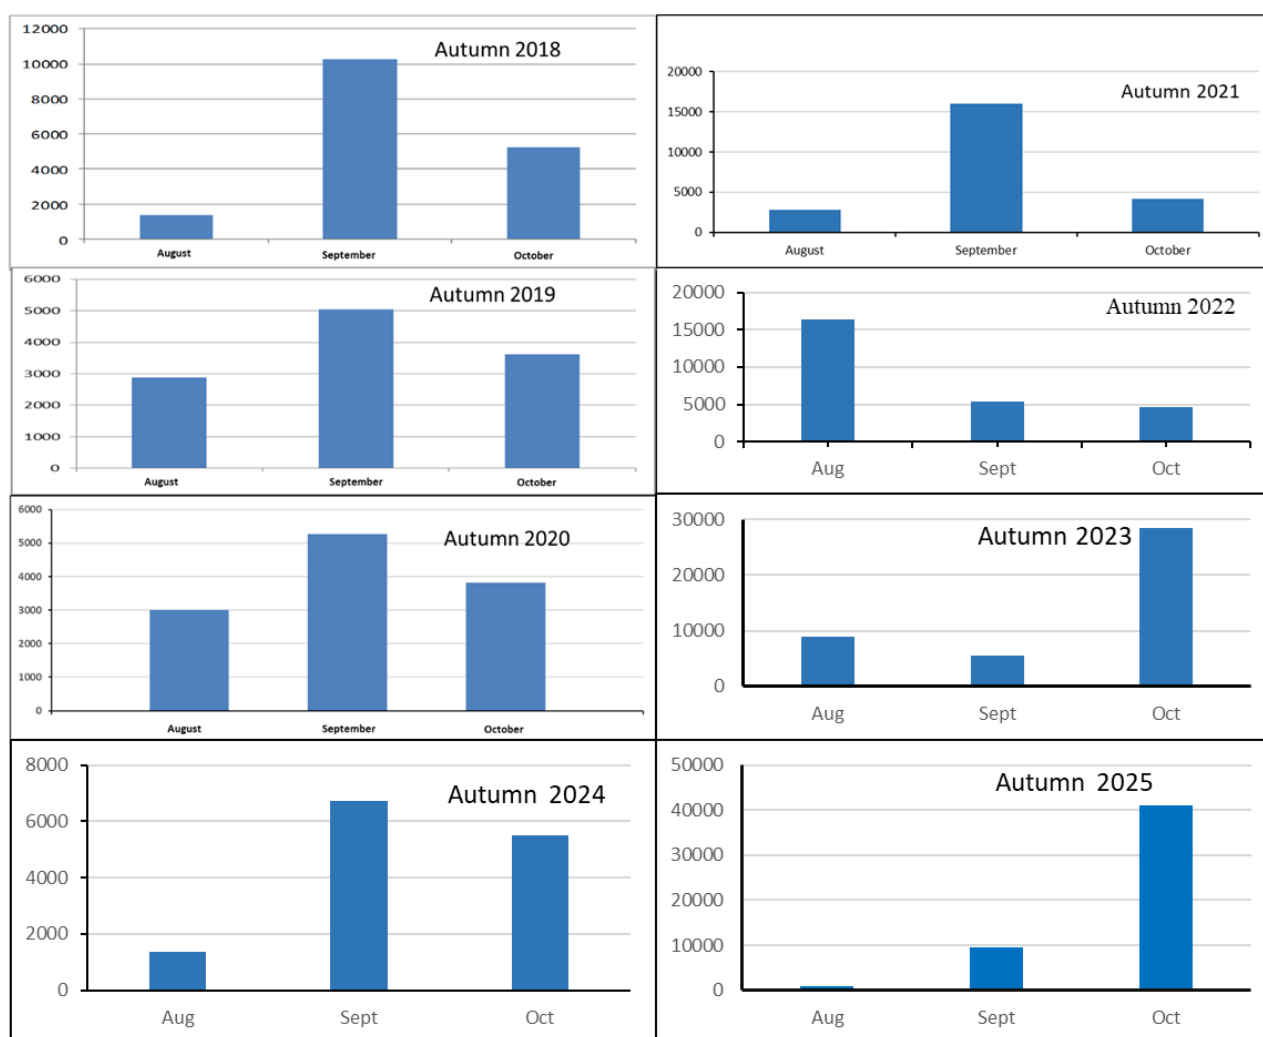 12000
10000
8000
6000
4000
2000
0
Autumn 2018
August September October
20000
15000
10000
5000
0
Autumn 2021
August September October
6000
5000
4000
3000
2000
1000
0
Autumn 2019
August September October
20000
15000
10000
5000
0
Autumn 2022
Aug Sept Oct
6000
5000
4000
3000
2000
1000
0
Autumn 2020
August September October
30000
20000
10000
0
Autumn 2023
Aug Sept Oct
8000
6000
4000
2000
0
Autumn 2024
Aug Sept Oct
50000
40000
30000
20000
10000
0
Autumn 2025
Aug Sept Oct